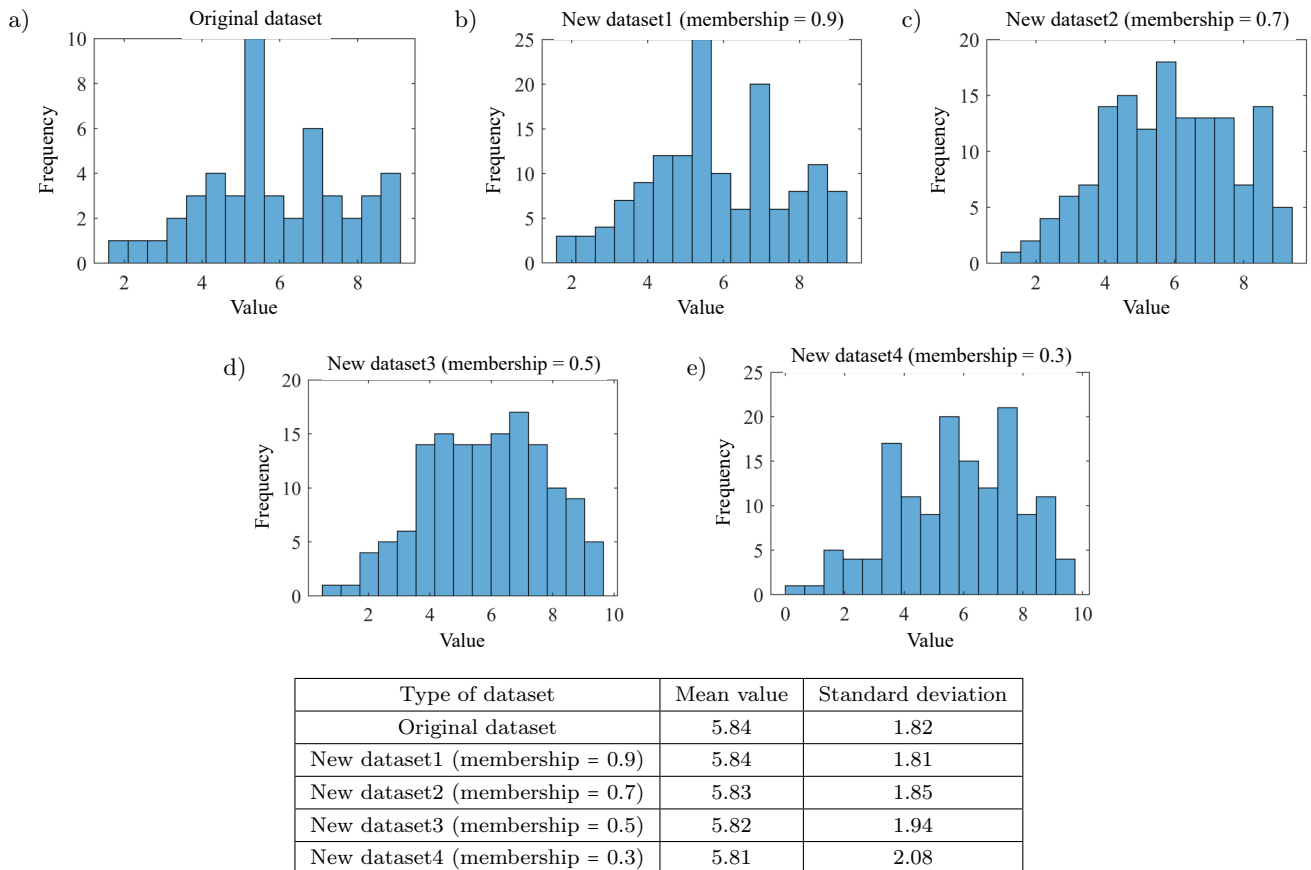 a)
Original dataset
10
8
6
4
2
0
Frequency
2 4 6 8
Value
b)
New dataset1 (membership = 0.9)
25
20
15
10
5
0
Frequency
2 4 6 8
Value
c)
New dataset2 (membership = 0.7)
20
15
10
5
0
Frequency
2 4 6 8
Value
d)
New dataset3 (membership = 0.5)
20
15
10
5
0
Frequency
2 4 6 8 10
Value
e)
New dataset4 (membership = 0.3)
25
20
15
10
5
0
Frequency
0 2 4 6 8 10
Value
Type of dataset Mean value Standard deviation
Original dataset 5.84 1.82
New dataset1 (membership = 0.9) 5.84 1.81
New dataset2 (membership = 0.7) 5.83 1.85
New dataset3 (membership = 0.5) 5.82 1.94
New dataset4 (membership = 0.3) 5.81 2.08